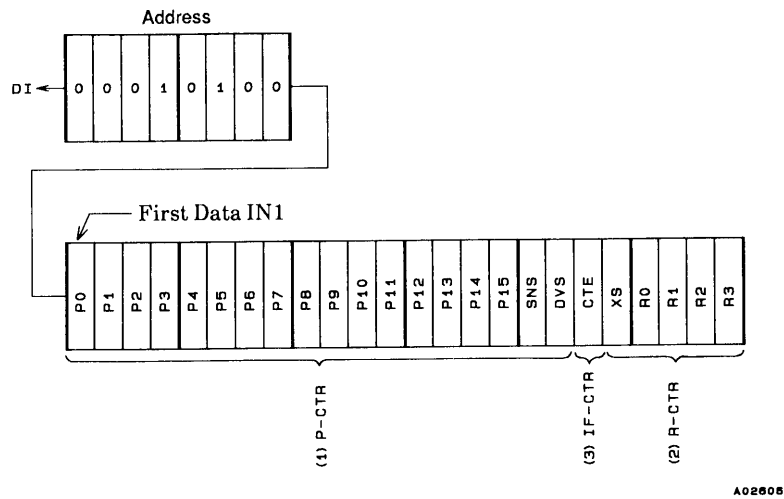 Address
DI 0 0 0 1 0 1 0 0
First Data IN1
P0 P1 P2 P3 P4 P5 P6 P7 P8 P9 P10 P11 P12 P13 P14 P15 SNS DVS CTE XS R0 R1 R2 R3
(1) P-CTR
(3) IF-CTR
(2) R-CTR
A02605